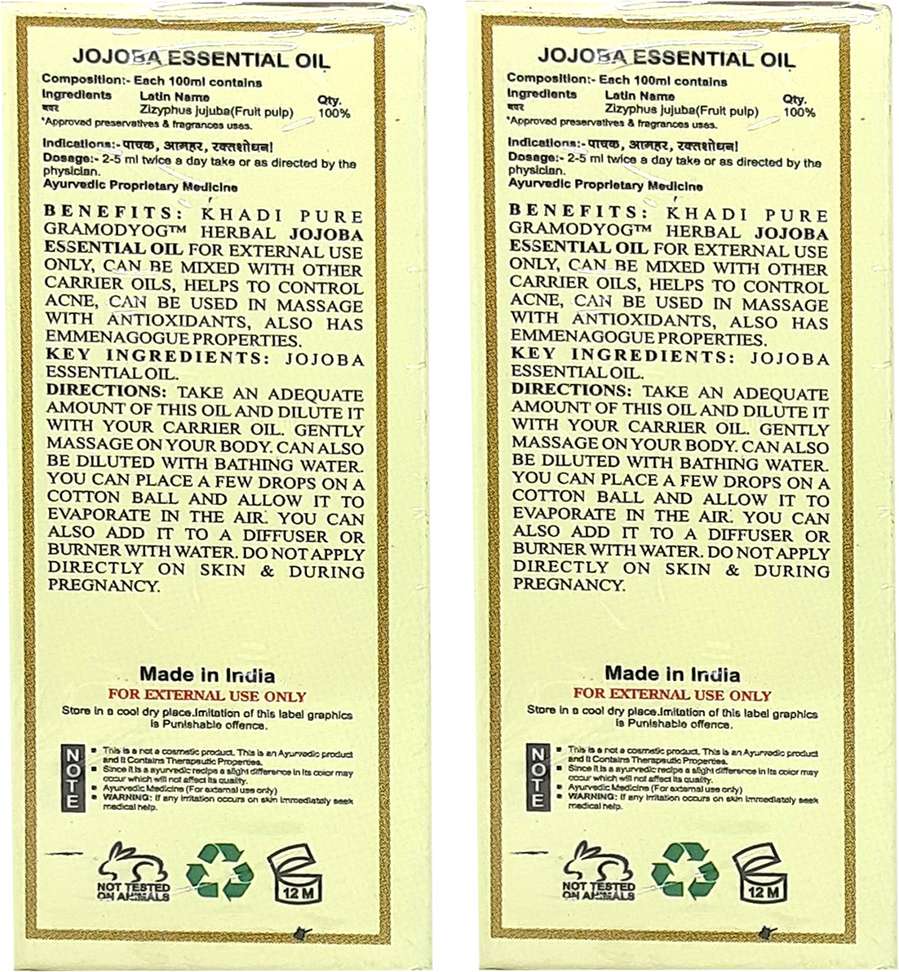 JOJOBA ESSENTIAL OIL
Composition:- Each 100ml contains
Ingredients Latin Name Qty.
बयर Zizyphus jujuba(Fruit pulp) 100%
*Approved preservatives & fragrances uses.
Indications:- पाचक, आमहर, रक्तशोधन!
Dosage:- 2-5 ml twice a day take or as directed by the
physician.
Ayurvedic Proprietary Medicine
BENEFITS: KHADI PURE
GRAMODYOG™ HERBAL JOJOBA
ESSENTIAL OIL FOR EXTERNAL USE
ONLY, CAN BE MIXED WITH OTHER
CARRIER OILS, HELPS TO CONTROL
ACNE, CAN BE USED IN MASSAGE
WITH ANTIOXIDANTS, ALSO HAS
EMMENAGOGUE PROPERTIES.
KEY INGREDIENTS: JOJOBA
ESSENTIAL OIL.
DIRECTIONS: TAKE AN ADEQUATE
AMOUNT OF THIS OIL AND DILUTE IT
WITH YOUR CARRIER OIL. GENTLY
MASSAGE ON YOUR BODY. CAN ALSO
BE DILUTED WITH BATHING WATER.
YOU CAN PLACE A FEW DROPS ON A
COTTON BALL AND ALLOW IT TO
EVAPORATE IN THE AIR. YOU CAN
ALSO ADD IT TO A DIFFUSER OR
BURNER WITH WATER. DO NOT APPLY
DIRECTLY ON SKIN & DURING
PREGNANCY.
Made in India
FOR EXTERNAL USE ONLY
Store in a cool dry place.Imitation of this label graphics
is Punishable offence.
NOTE
This is a not a cosmetic product. This is an Ayurvedic product
and it Contains Therapeutic Properties.
Since it is a ayurvedic recipe a slight difference in its color may
occur which will not affect its quality.
Ayurvedic Medicine (For external use only)
WARNING: If any irritation occurs on skin immediately seek
medical help.
NOT TESTED
ON ANIMALS
12 M
JOJOBA ESSENTIAL OIL
Composition:- Each 100ml contains
Ingredients Latin Name Qty.
बयर Zizyphus jujuba(Fruit pulp) 100%
*Approved preservatives & fragrances uses.
Indications:- पाचक, आमहर, रक्तशोधन!
Dosage:- 2-5 ml twice a day take or as directed by the
physician.
Ayurvedic Proprietary Medicine
BENEFITS: KHADI PURE
GRAMODYOG™ HERBAL JOJOBA
ESSENTIAL OIL FOR EXTERNAL USE
ONLY, CAN BE MIXED WITH OTHER
CARRIER OILS, HELPS TO CONTROL
ACNE, CAN BE USED IN MASSAGE
WITH ANTIOXIDANTS, ALSO HAS
EMMENAGOGUE PROPERTIES.
KEY INGREDIENTS: JOJOBA
ESSENTIAL OIL.
DIRECTIONS: TAKE AN ADEQUATE
AMOUNT OF THIS OIL AND DILUTE IT
WITH YOUR CARRIER OIL. GENTLY
MASSAGE ON YOUR BODY. CAN ALSO
BE DILUTED WITH BATHING WATER.
YOU CAN PLACE A FEW DROPS ON A
COTTON BALL AND ALLOW IT TO
EVAPORATE IN THE AIR. YOU CAN
ALSO ADD IT TO A DIFFUSER OR
BURNER WITH WATER. DO NOT APPLY
DIRECTLY ON SKIN & DURING
PREGNANCY.
Made in India
FOR EXTERNAL USE ONLY
Store in a cool dry place.Imitation of this label graphics
is Punishable offence.
NOTE
This is a not a cosmetic product. This is an Ayurvedic product
and it Contains Therapeutic Properties.
Since it is a ayurvedic recipe a slight difference in its color may
occur which will not affect its quality.
Ayurvedic Medicine (For external use only)
WARNING: If any irritation occurs on skin immediately seek
medical help.
NOT TESTED
ON ANIMALS
12 M